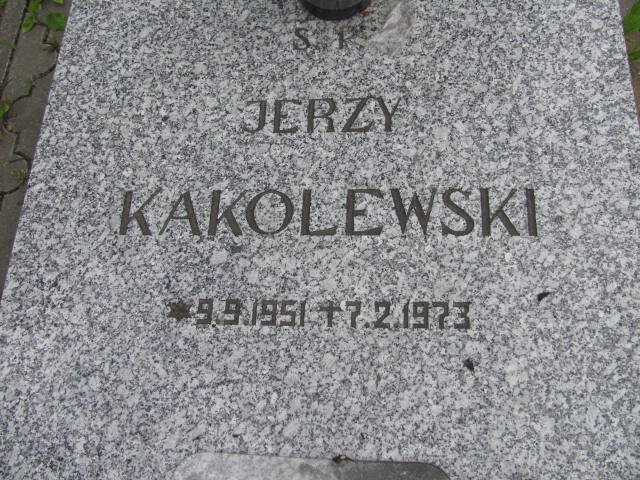 Ś. P.
JERZY
KAKOLEWSKI
*9.9.1951 †7.2.1973